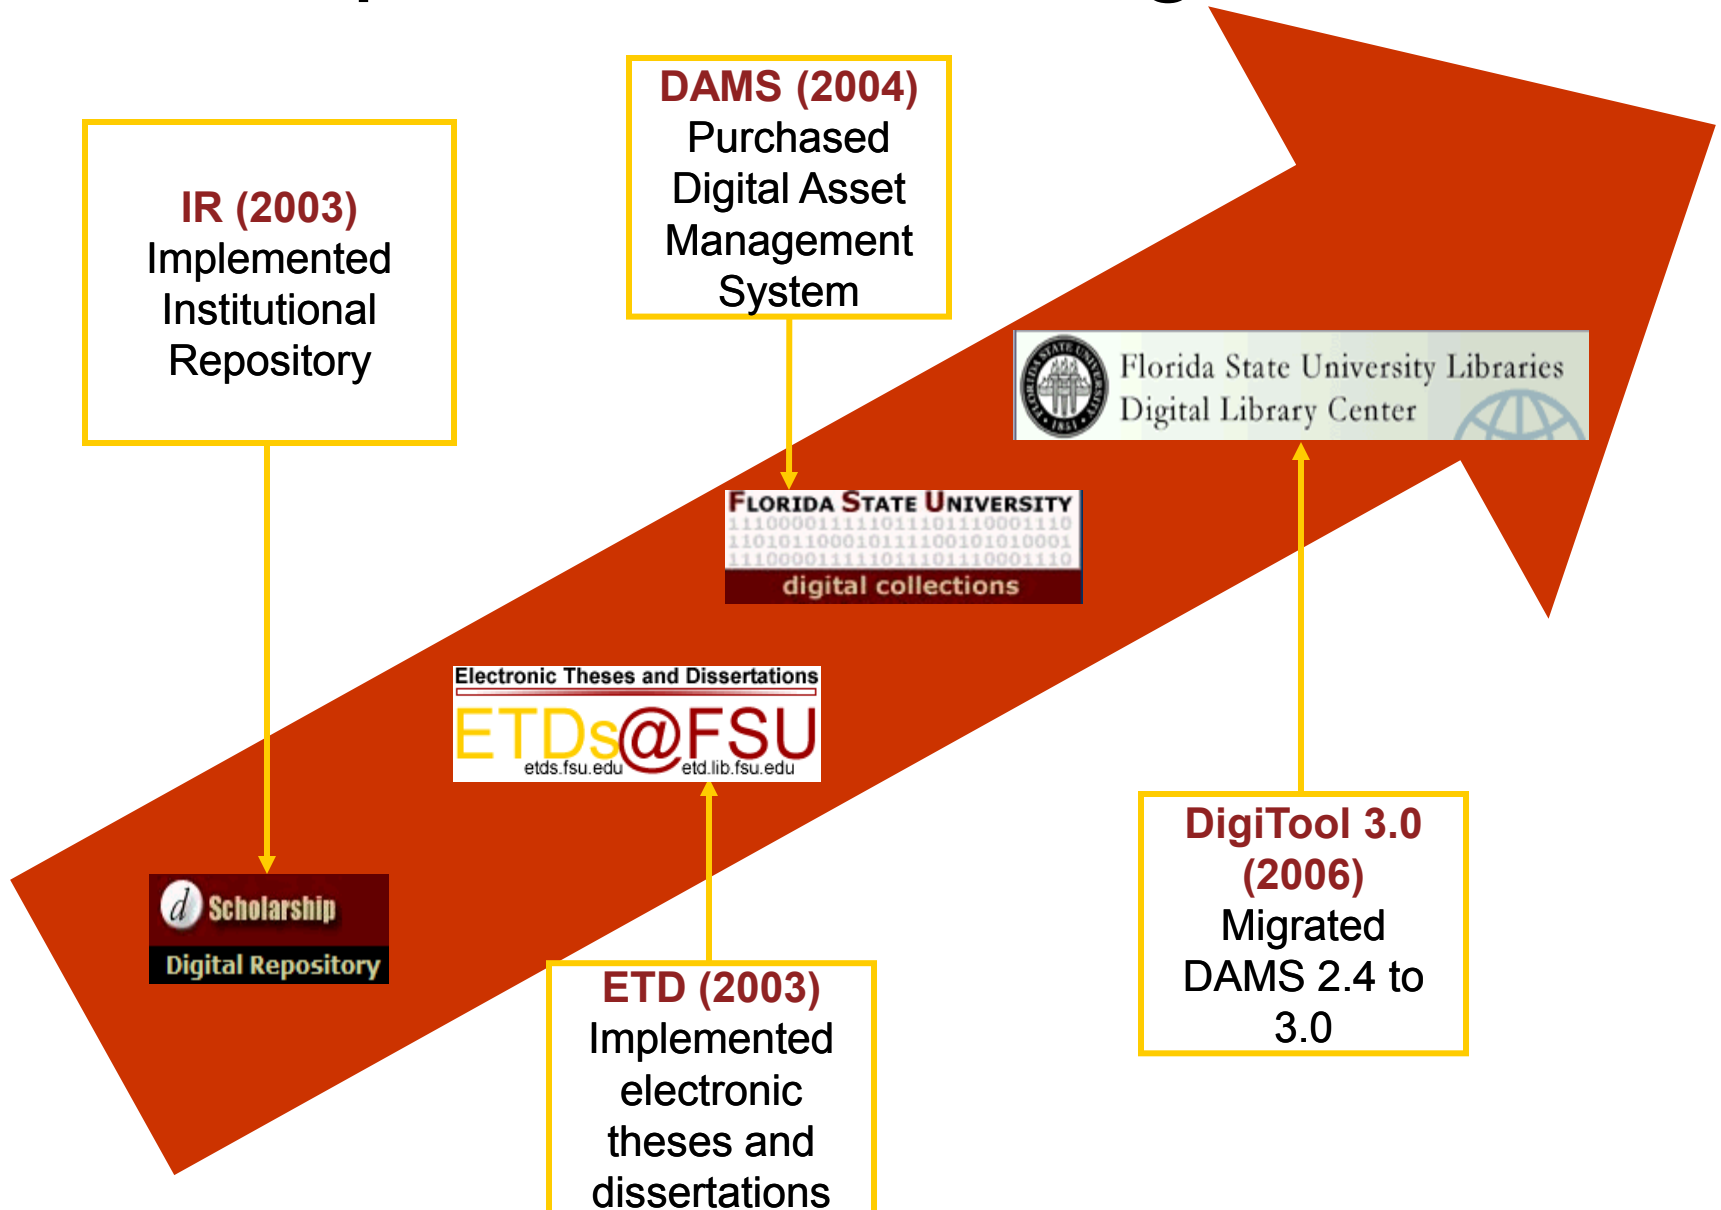 IR (2003)
Implemented
Institutional
Repository
DAMS (2004)
Purchased
Digital Asset
Management
System
Florida State University Libraries
Digital Library Center
FLORIDA STATE UNIVERSITY
1110000111110111011110001110
digital collections
Electronic Theses and Dissertations
ETDs@FSU
etds.fsu.edu etd.lib.fsu.edu
d Scholarship
Digital Repository
ETD (2003)
Implemented
electronic
theses and
dissertations
DigiTool 3.0
(2006)
Migrated
DAMS 2.4 to
3.0